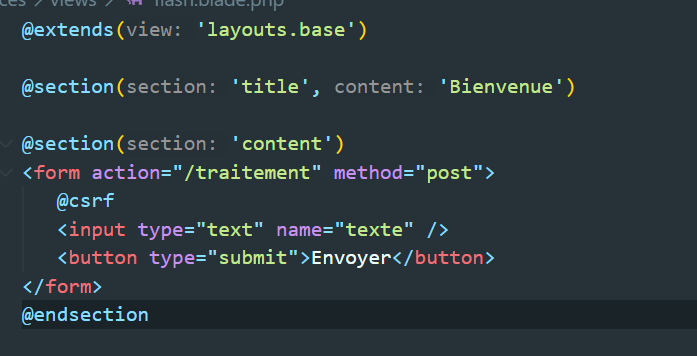 ces > views > flash.blade.php
@extends(view: 'layouts.base')
@section(section: 'title', content: 'Bienvenue')
@section(section: 'content')
<form action="/traitement" method="post">
@csrf
<input type="text" name="texte" />
<button type="submit">Envoyer</button>
</form>
@endsection